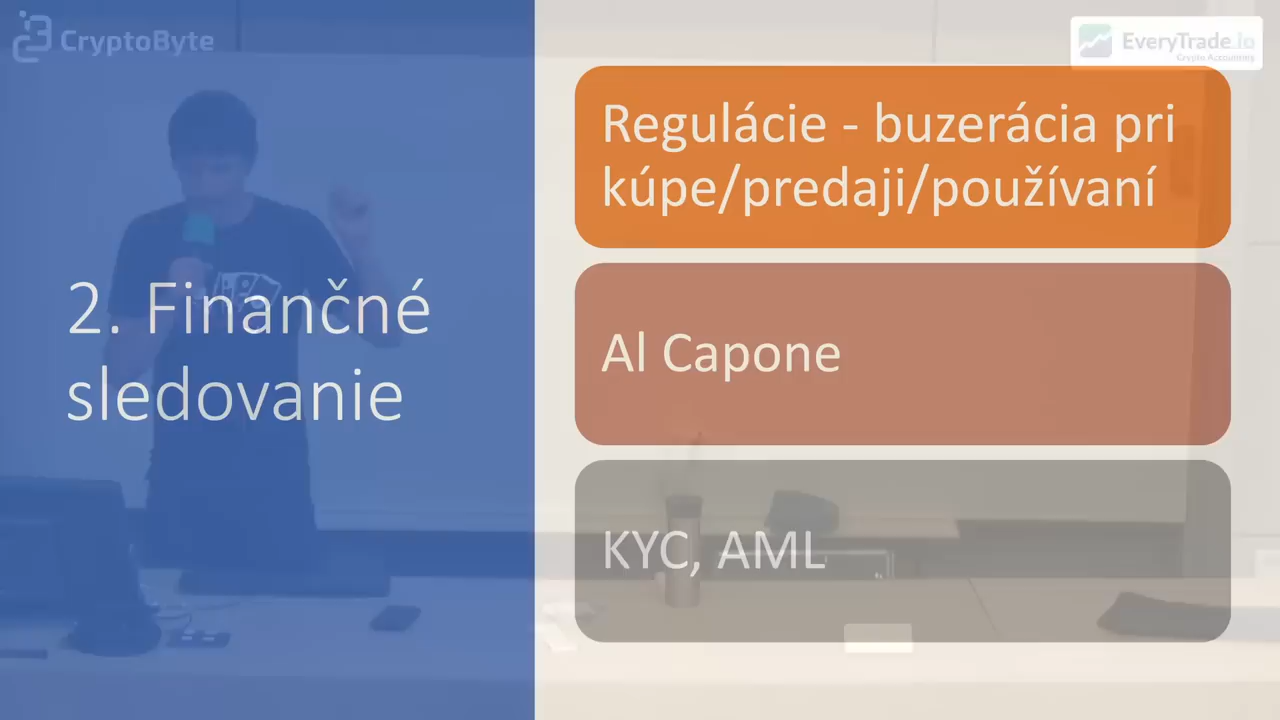 CryptoByte
EveryTrade.io
Crypto Accounting
2. Finančné
sledovanie
Regulácie - buzerácia pri
kúpe/predaji/používaní
Al Capone
KYC, AML